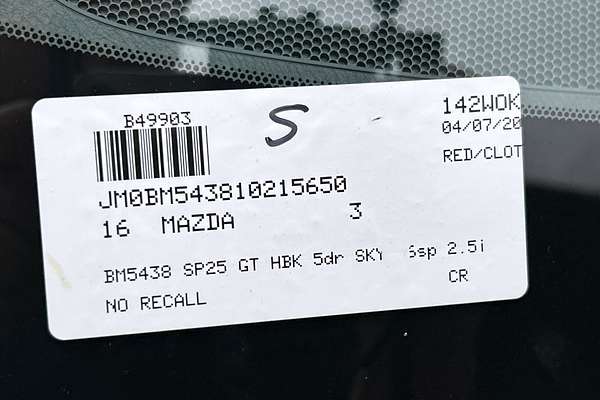 B49903
S
142WOK
04/07/20
RED/CLOT
JM0BM543810215650
16 MAZDA 3
BM5438 SP25 GT HBK 5dr SKY 6sp 2.5i
CR
NO RECALL